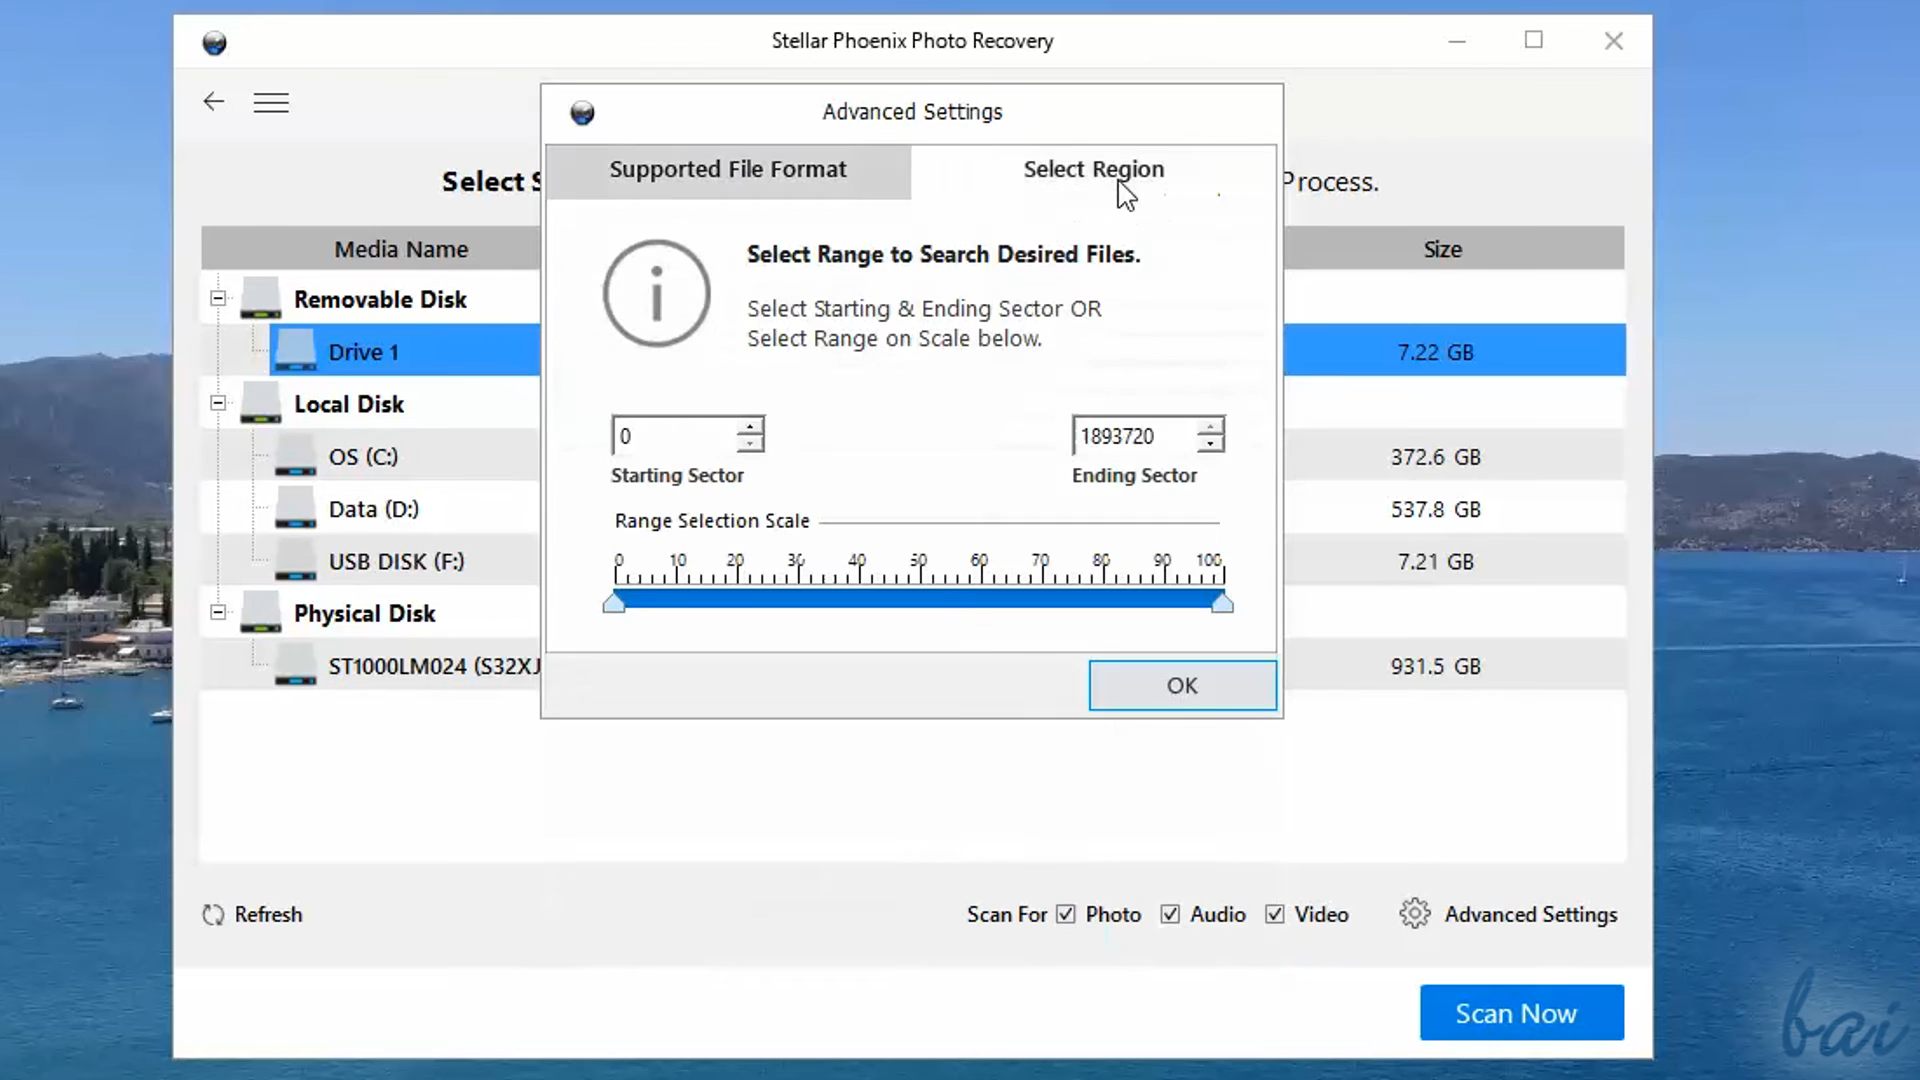 Stellar Phoenix Photo Recovery
Advanced Settings
Supported File Format
Select Region
Select S
Process.
Media Name
Size
Select Range to Search Desired Files.
Select Starting & Ending Sector OR
Select Range on Scale below.
Removable Disk
Drive 1
7.22 GB
Local Disk
0
1893720
Starting Sector
Ending Sector
OS (C:)
372.6 GB
Data (D:)
537.8 GB
Range Selection Scale
0 10 20 30 40 50 60 70 80 90 100
USB DISK (F:)
7.21 GB
Physical Disk
ST1000LM024 (S32XJ
931.5 GB
OK
Refresh
Scan For Photo Audio Video
Advanced Settings
Scan Now
bai